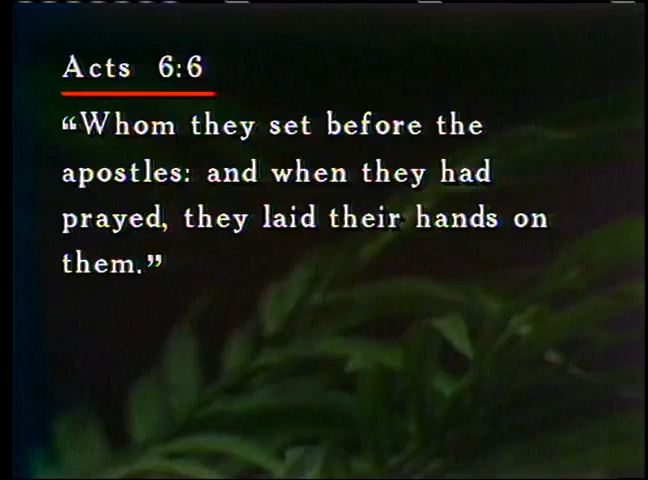 Acts 6:6
“Whom they set before the
apostles: and when they had
prayed, they laid their hands on
them.”